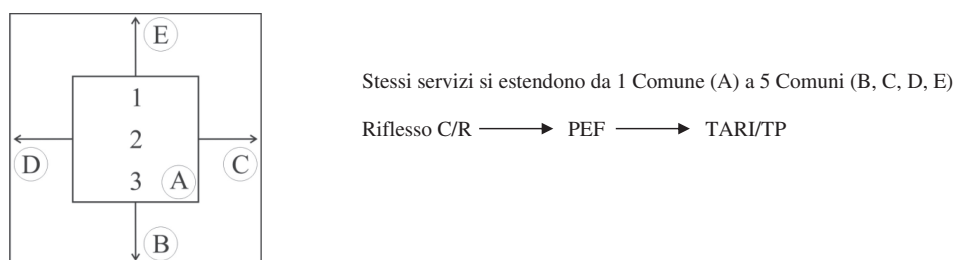 E
1
2
3
A
D
C
B
Stessi servizi si estendono da 1 Comune (A) a 5 Comuni (B, C, D, E)
Riflesso C/R PEF TARI/TP